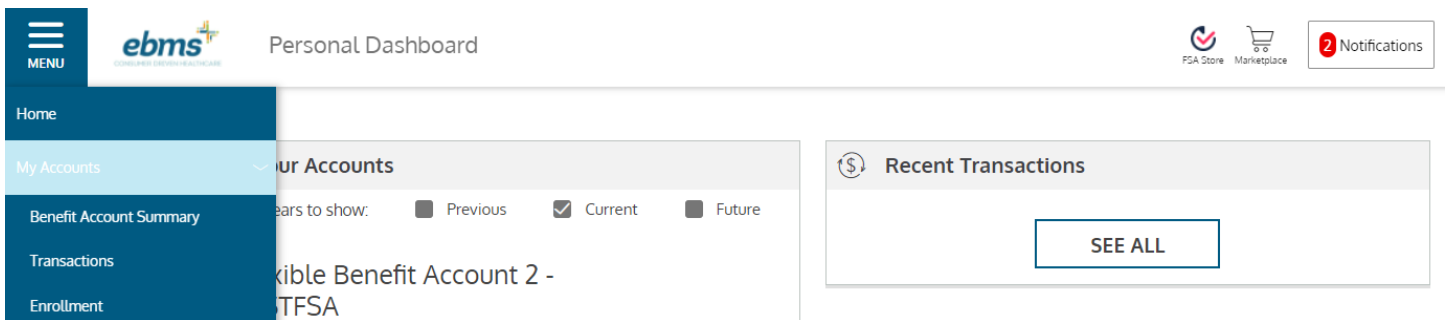 MENU
ebms
CONSUMER DRIVEN HEALTHCARE
Personal Dashboard
FSA Store
Marketplace
2 Notifications
Home
My Accounts
Benefit Account Summary
Transactions
Enrollment
our Accounts
ears to show:
Previous
Current
Future
xible Benefit Account 2 -
STFSA
Recent Transactions
SEE ALL